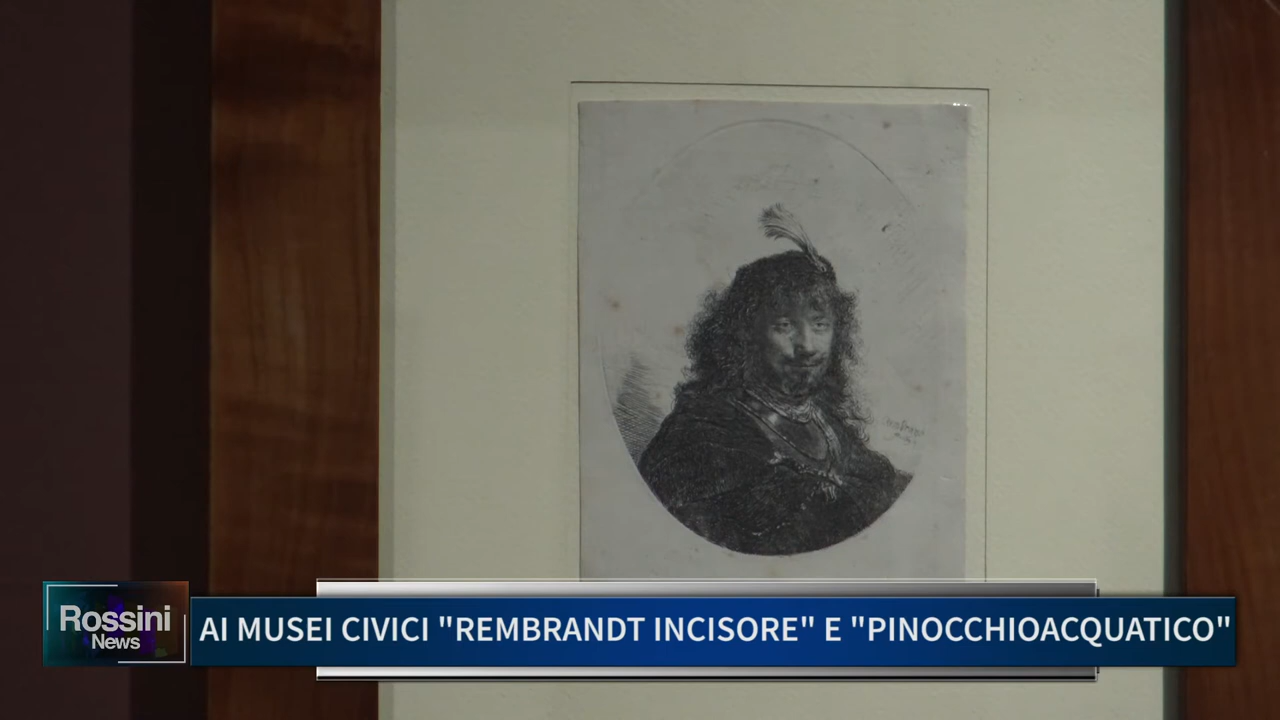 Rossini
News
AI MUSEI CIVICI "REMBRANDT INCISORE" E "PINOCCHIOACQUATICO"